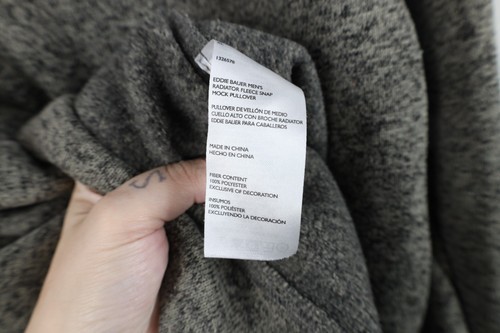 1326576
EDDIE BAUER MEN'S
RADIATOR FLEECE SNAP
MOCK PULLOVER
PULLOVER DE VELLÓN DE MEDIO
CUELLO ALTO CON BROCHE RADIATOR
EDDIE BAUER PARA CABALLEROS
MADE IN CHINA
HECHO EN CHINA
FIBER CONTENT
100% POLYESTER
EXCLUSIVE OF DECORATION
INSUMOS
100% POLIÉSTER
EXCLUYENDO LA DECORACIÓN